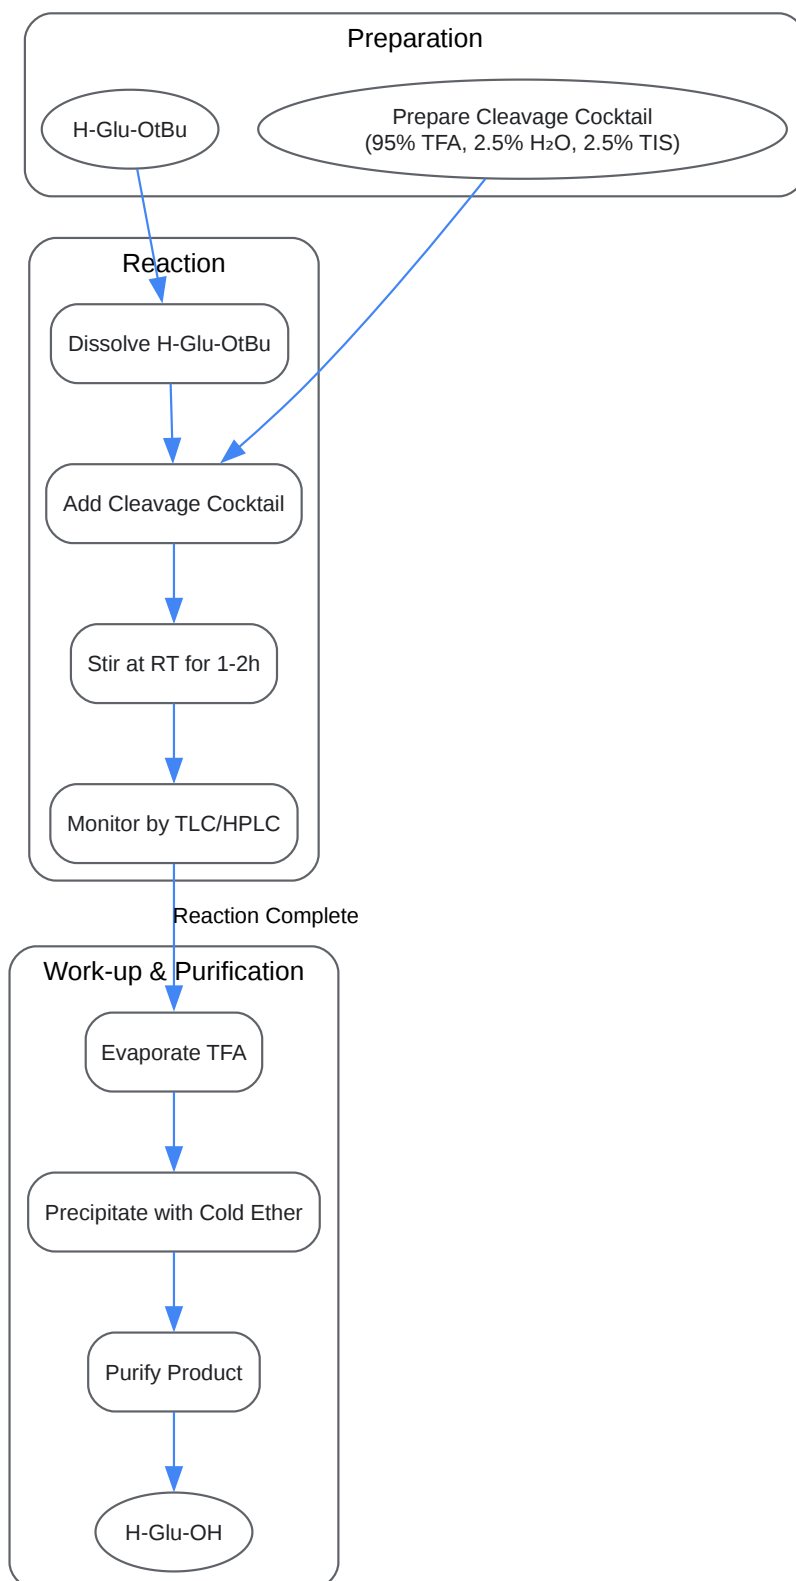 Preparation
H-Glu-OtBu
Prepare Cleavage Cocktail
(95% TFA, 2.5% H₂O, 2.5% TIS)
Reaction
Dissolve H-Glu-OtBu
Add Cleavage Cocktail
Stir at RT for 1-2h
Monitor by TLC/HPLC
Reaction Complete
Work-up & Purification
Evaporate TFA
Precipitate with Cold Ether
Purify Product
H-Glu-OH